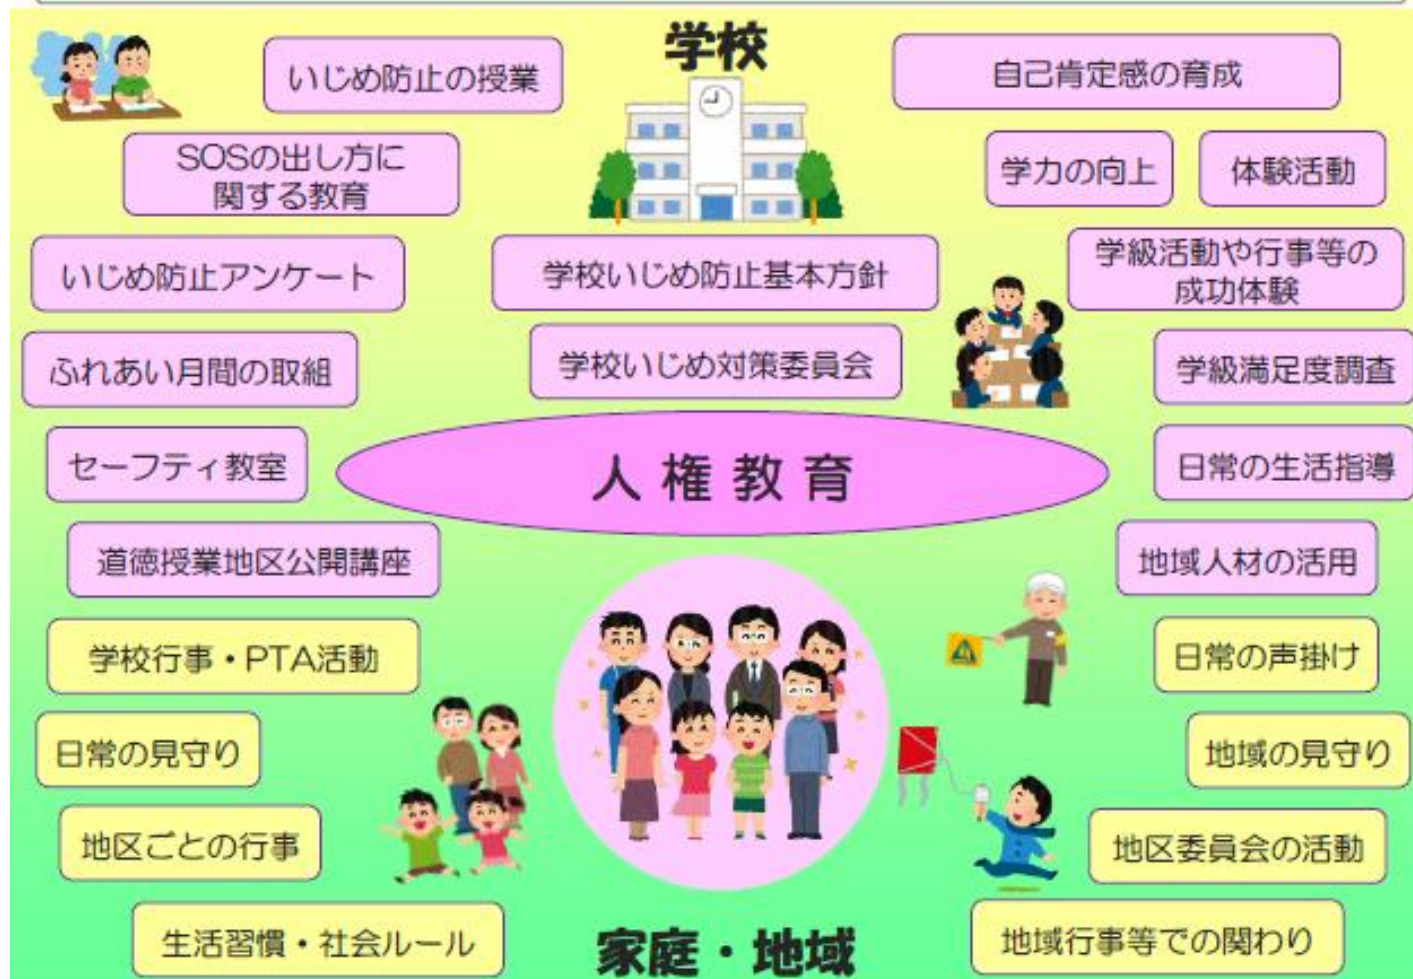 学校
いじめ防止の授業
自己肯定感の育成
SOSの出し方に
関する教育
学力の向上
体験活動
いじめ防止アンケート
学校いじめ防止基本方針
学級活動や行事等の
成功体験
ふれあい月間の取組
学校いじめ対策委員会
学級満足度調査
セーフティ教室
人権教育
日常の生活指導
道徳授業地区公開講座
地域人材の活用
学校行事・PTA活動
日常の声掛け
日常の見守り
地域の見守り
地区ごとの行事
地区委員会の活動
生活習慣・社会ルール
家庭・地域
地域行事等での関わり